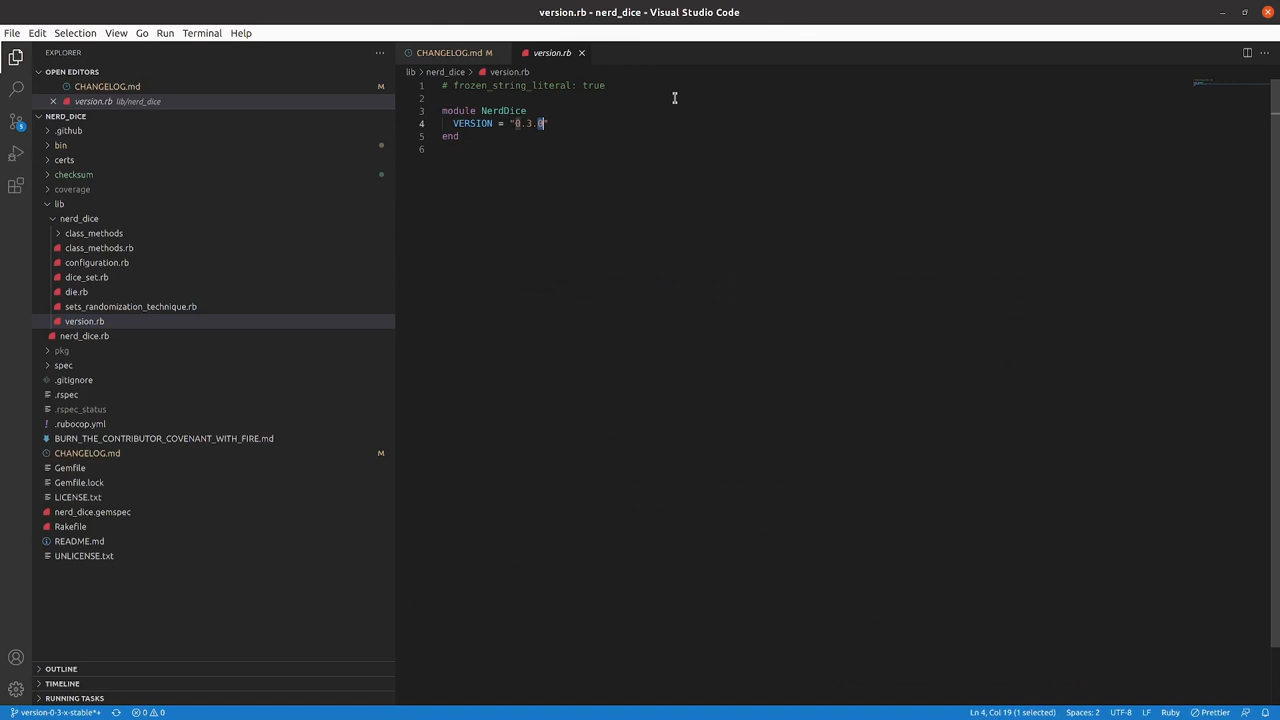 version.rb - nerd_dice - Visual Studio Code
File Edit Selection View Go Run Terminal Help
EXPLORER
OPEN EDITORS
CHANGELOG.md M
version.rb lib/nerd_dice
NERD_DICE
.github
bin
certs
checksum
coverage
lib
nerd_dice
class_methods
class_methods.rb
configuration.rb
dice_set.rb
die.rb
sets_randomization_technique.rb
version.rb
nerd_dice.rb
pkg
spec
.gitignore
.rspec
.rspec_status
.rubocop.yml
BURN_THE_CONTRIBUTOR_COVENANT_WITH_FIRE.md
CHANGELOG.md M
Gemfile
Gemfile.lock
LICENSE.txt
nerd_dice.gemspec
Rakefile
README.md
UNLICENSE.txt
OUTLINE
TIMELINE
RUNNING TASKS
5
CHANGELOG.md M version.rb
lib > nerd_dice > version.rb
1 # frozen_string_literal: true
2
3 module NerdDice
4 VERSION = "0.3.0"
5 end
6
version-0-3-x-stable*+ 0 0 Ln 4, Col 19 (1 selected) Spaces: 2 UTF-8 LF Ruby Prettier